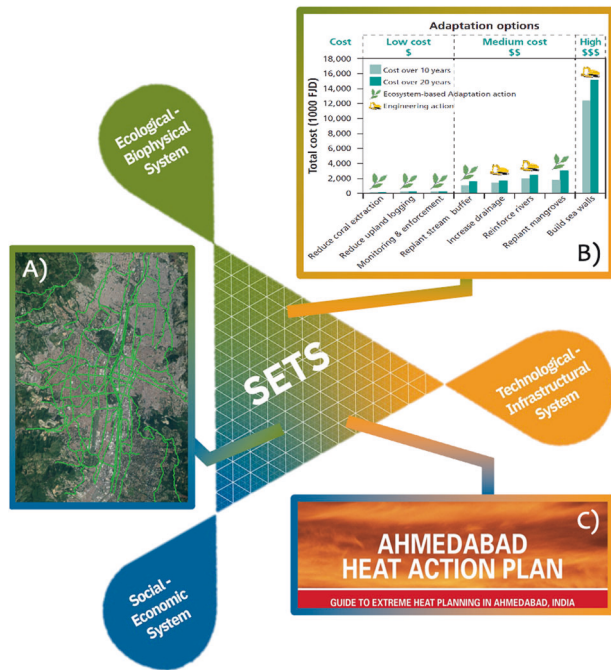 Ecological -
Biophysical
System
Adaptation options
Cost
Low cost
$
Medium cost
$$
High
$$$
Total cost (1000 FJD)
18,000
16,000
14,000
12,000
10,000
8,000
6,000
4,000
2,000
0
Cost over 10 years
Cost over 20 years
Ecosystem-based Adaptation action
Engineering action
Reduce coral extraction
Reduce upland logging
Monitoring & enforcement
Replant stream buffer
Increase drainage
Reinforce rivers
Replant mangroves
Build sea walls
B)
A)
SETS
Technological -
Infrastructural
System
C)
AHMEDABAD
HEAT ACTION PLAN
GUIDE TO EXTREME HEAT PLANNING IN AHMEDABAD, INDIA
Social -
Economic
System